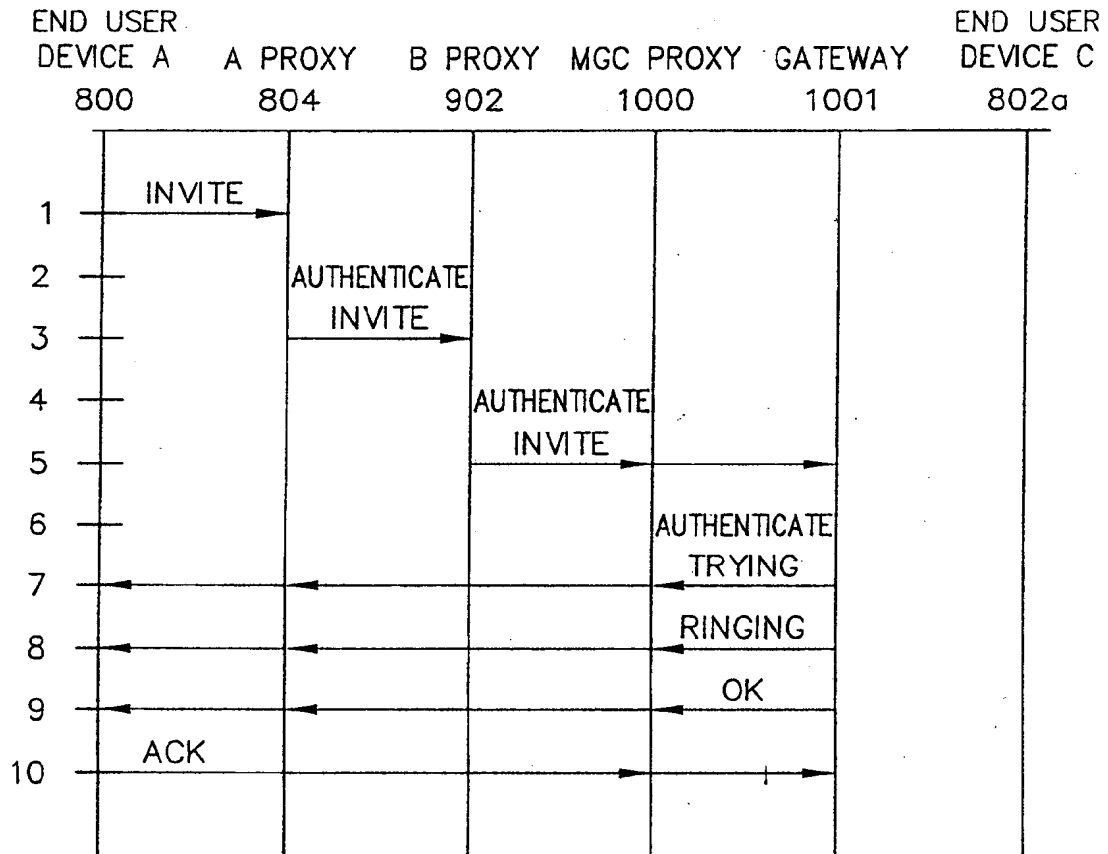 END USER
DEVICE A
A PROXY
B PROXY
MGC PROXY
GATEWAY
END USER
DEVICE C
800
804
902
1000
1001
802a
1
INVITE
2
AUTHENTICATE
3
INVITE
4
AUTHENTICATE
5
INVITE
6
AUTHENTICATE
7
TRYING
8
RINGING
9
OK
10
ACK